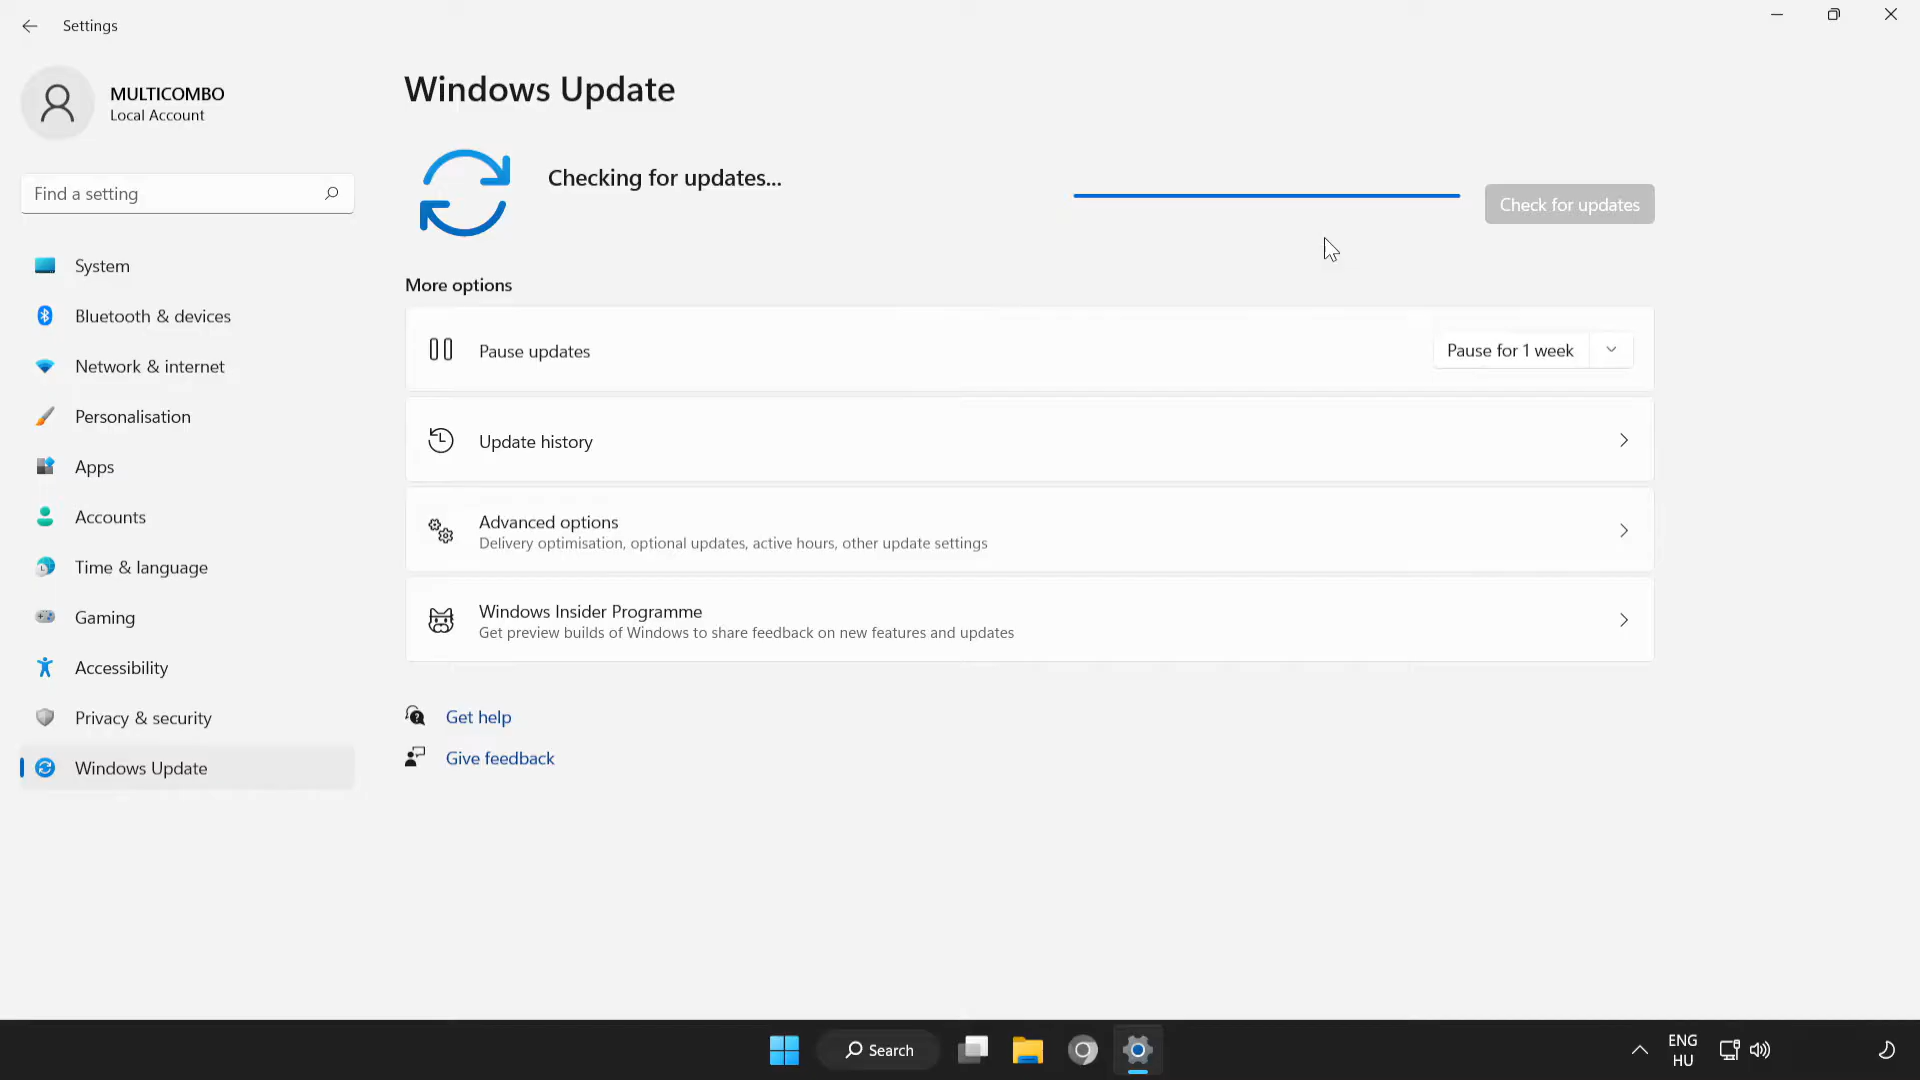 Settings
MULTICOMBO
Local Account
Find a setting
System
Bluetooth & devices
Network & internet
Personalisation
Apps
Accounts
Time & language
Gaming
Accessibility
Privacy & security
Windows Update
Windows Update
Checking for updates...
Check for updates
More options
Pause updates
Pause for 1 week
Update history
Advanced options
Delivery optimisation, optional updates, active hours, other update settings
Windows Insider Programme
Get preview builds of Windows to share feedback on new features and updates
Get help
Give feedback
Search
ENG
HU